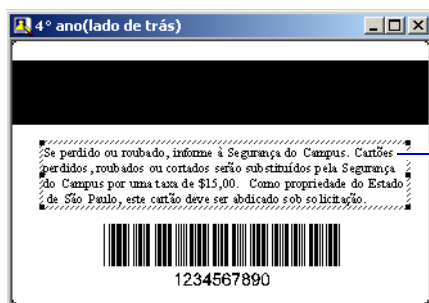 4° ano(lado de trás)
Se perdido ou roubado, informe à Segurança do Campus. Cartões
perdidos,roubados ou cortados serão substituídos pela Segurança
do Campus por uma taxa de $15,00. Como propriedade do Estado
de São Paulo, este cartão deve ser abdicado sob solicitação.
1234567890